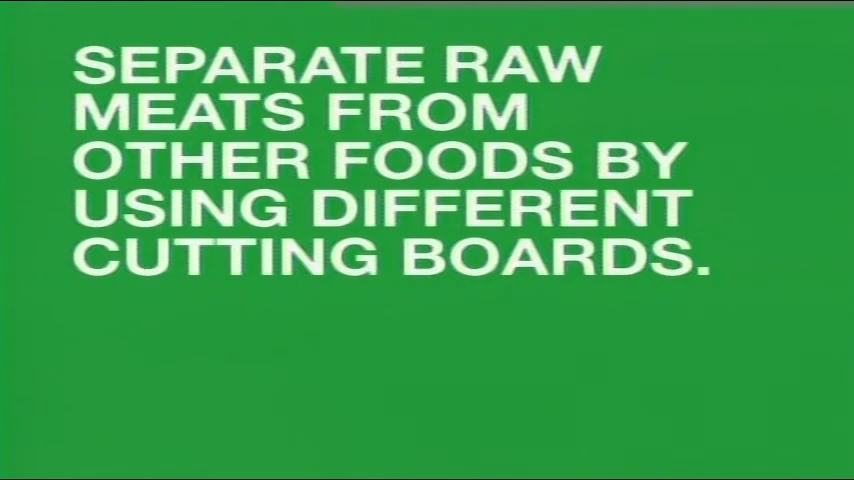 SEPARATE RAW
MEATS FROM
OTHER FOODS BY
USING DIFFERENT
CUTTING BOARDS.